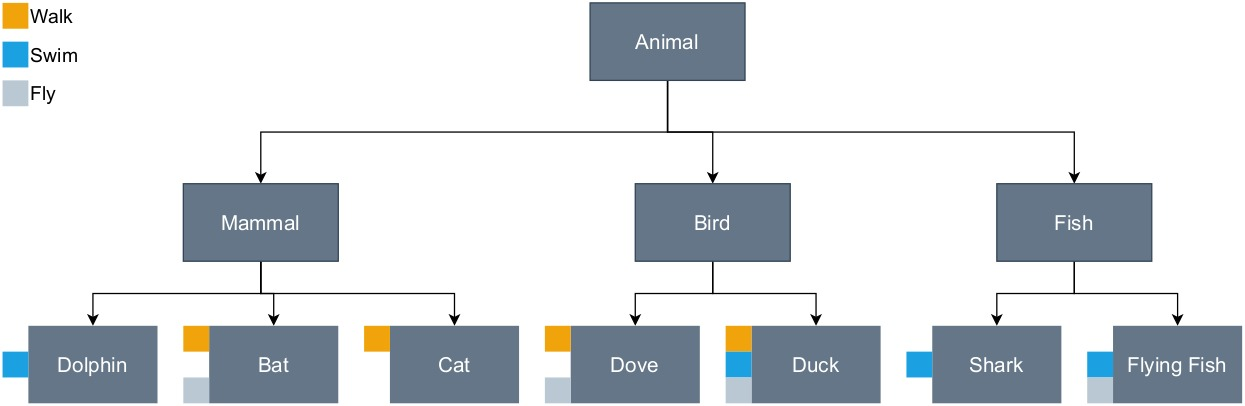 Walk
Swim
Fly
Animal
Mammal
Bird
Fish
Dolphin
Bat
Cat
Dove
Duck
Shark
Flying Fish